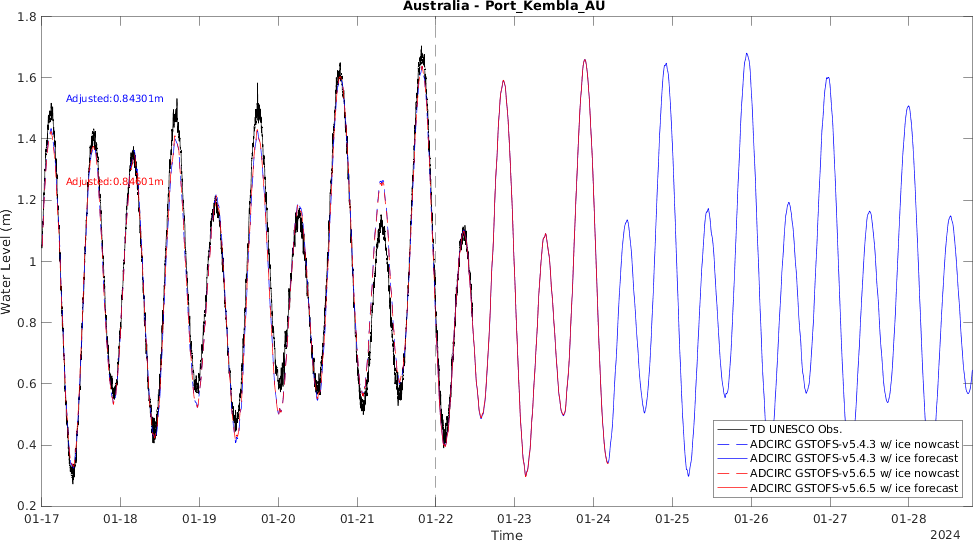 Australia - Port_Kembla_AU
1.8
1.6
1.4
1.2
1
0.8
0.6
0.4
0.2
Water Level (m)
Adjusted:0.84301m
Adjusted:0.84601m
TD UNESCO Obs.
ADCIRC GSTOFS-v5.4.3 w/ ice nowcast
ADCIRC GSTOFS-v5.4.3 w/ ice forecast
ADCIRC GSTOFS-v5.6.5 w/ ice nowcast
ADCIRC GSTOFS-v5.6.5 w/ ice forecast
01-17 01-18 01-19 01-20 01-21 01-22 01-23 01-24 01-25 01-26 01-27 01-28
Time
2024